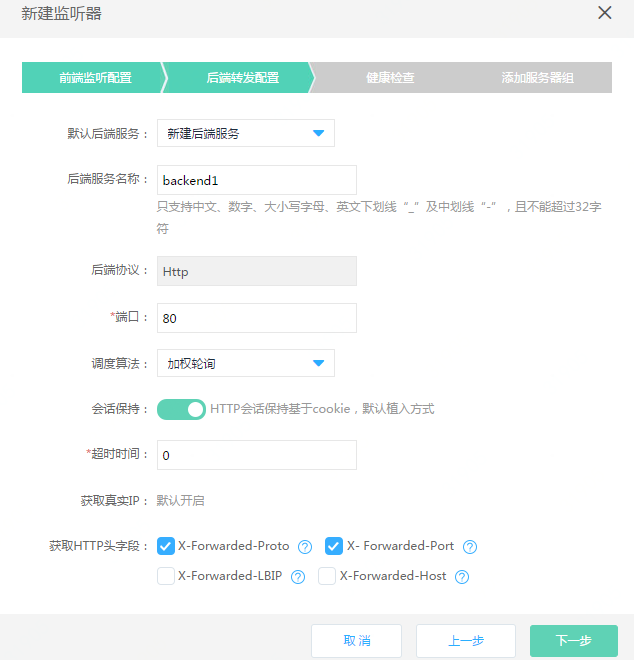 新建监听器
前端监听配置 后端转发配置 健康检查 添加服务器组
默认后端服务： 新建后端服务
后端服务名称： backend1
只支持中文、数字、大小写字母、英文下划线“_”及中划线“-”，且不能超过32字
符
后端协议： Http
*端口： 80
调度算法： 加权轮询
会话保持： HTTP会话保持基于cookie，默认植入方式
*超时时间： 0
获取真实IP： 默认开启
获取HTTP头字段： X-Forwarded-Proto ? X- Forwarded-Port ?
X-Forwarded-LBIP ? X-Forwarded-Host ?
取消 上一步 下一步